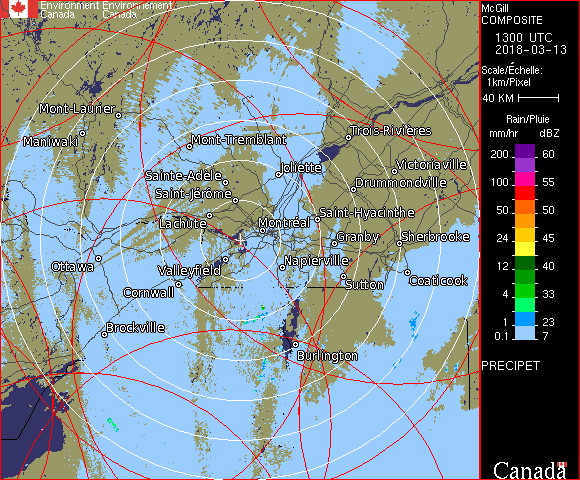 Environment Environnement
Canada Canada
McGill
COMPOSITE
1300 UTC
2018-03-13
Scale/Échelle:
1km/Pixel
40 KM
Rain/Pluie
mm/hr dBZ
200 60
100 55
50 50
24 45
12 40
4 33
1 23
0.1 7
PRECIPET
Canada
Mont-Laurier
Maniwaki
Mont-Tremblant
Trois-Rivières
Joliette
Victoriaville
Sainte-Adèle
Drummondville
Saint-Jérôme
Lachute
Montréal
Saint-Hyacinthe
Granby
Sherbrooke
Ottawa
Valleyfield
Napierville
Cornwall
Sutton
Coaticook
Brockville
Burlington